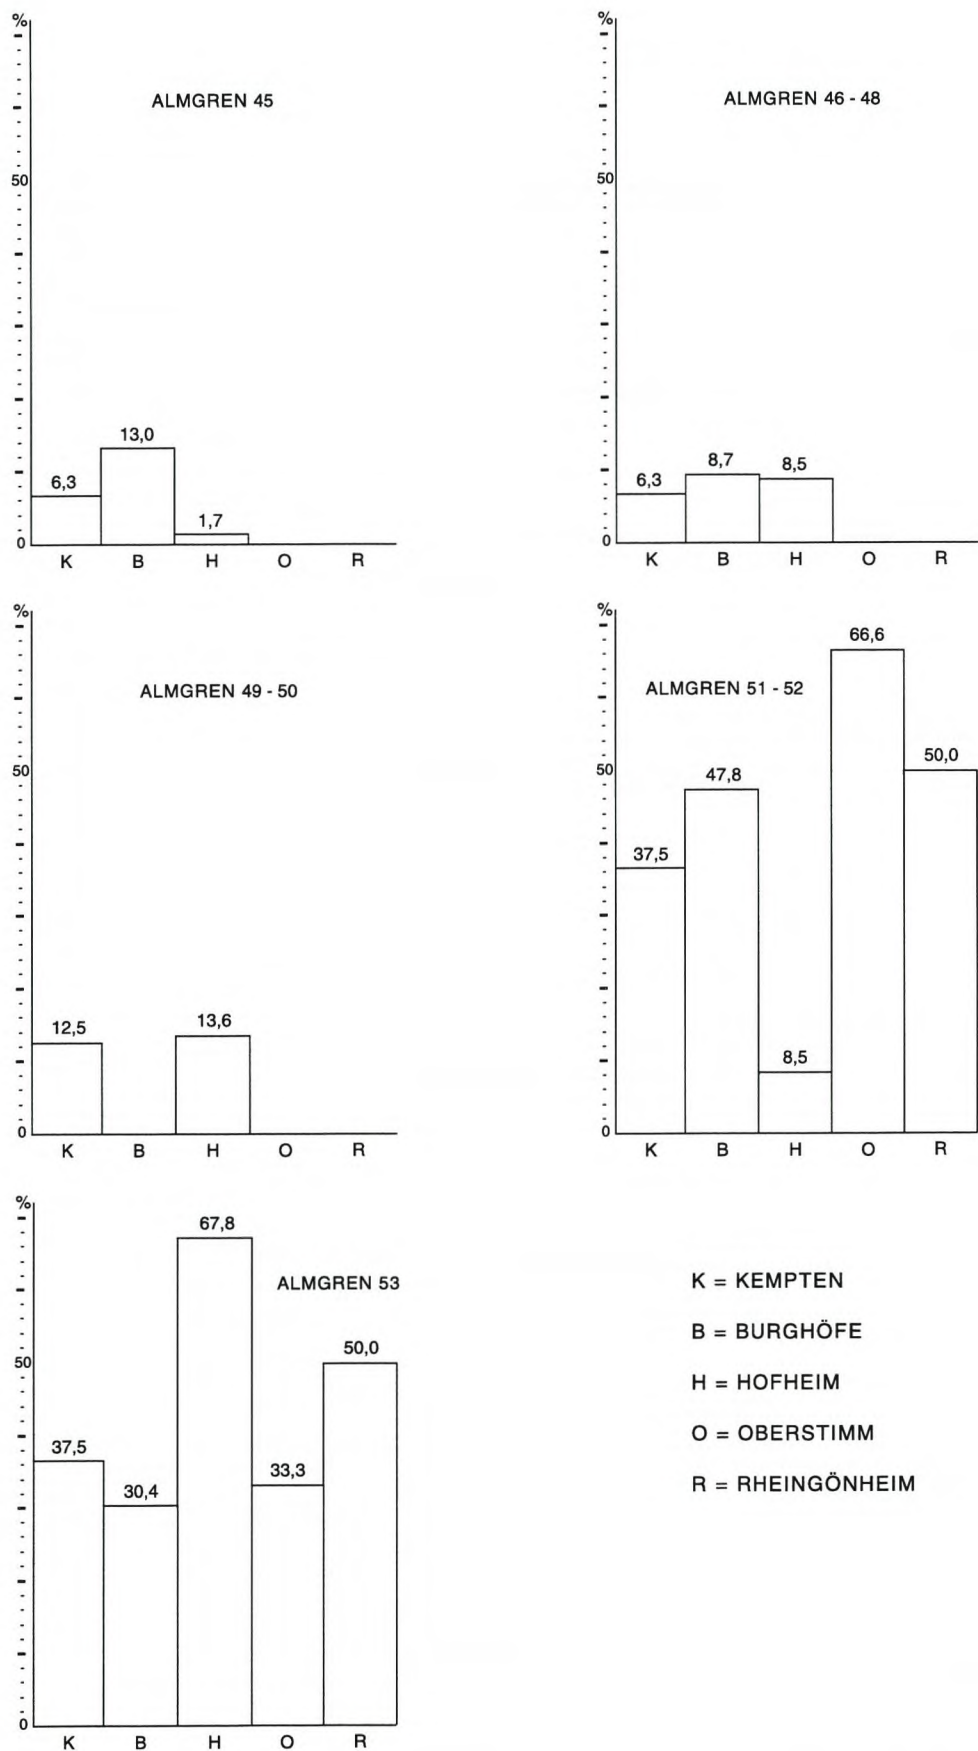 %
ALMGREN 45
50
13,0
6,3
1,7
0
K B H O R
%
ALMGREN 46 - 48
50
6,3
8,7
8,5
0
K B H O R
%
ALMGREN 49 - 50
50
12,5
13,6
0
K B H O R
%
66,6
ALMGREN 51 - 52
50
50,0
47,8
37,5
8,5
0
K B H O R
%
67,8
ALMGREN 53
50
50,0
37,5
30,4
33,3
0
K B H O R
K = KEMPTEN
B = BURGHÖFE
H = HOFHEIM
O = OBERSTIMM
R = RHEINGÖNHEIM